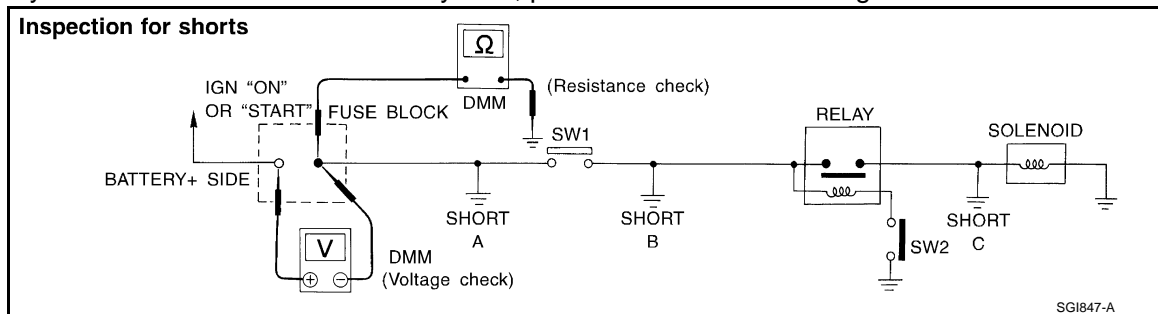 Inspection for shorts
IGN “ON”
OR “START”
FUSE BLOCK
BATTERY+ SIDE
Ω
DMM
(Resistance check)
SW1
RELAY
SOLENOID
SHORT
A
SHORT
B
SHORT
C
SW2
V
+ −
DMM
(Voltage check)
SGI847-A